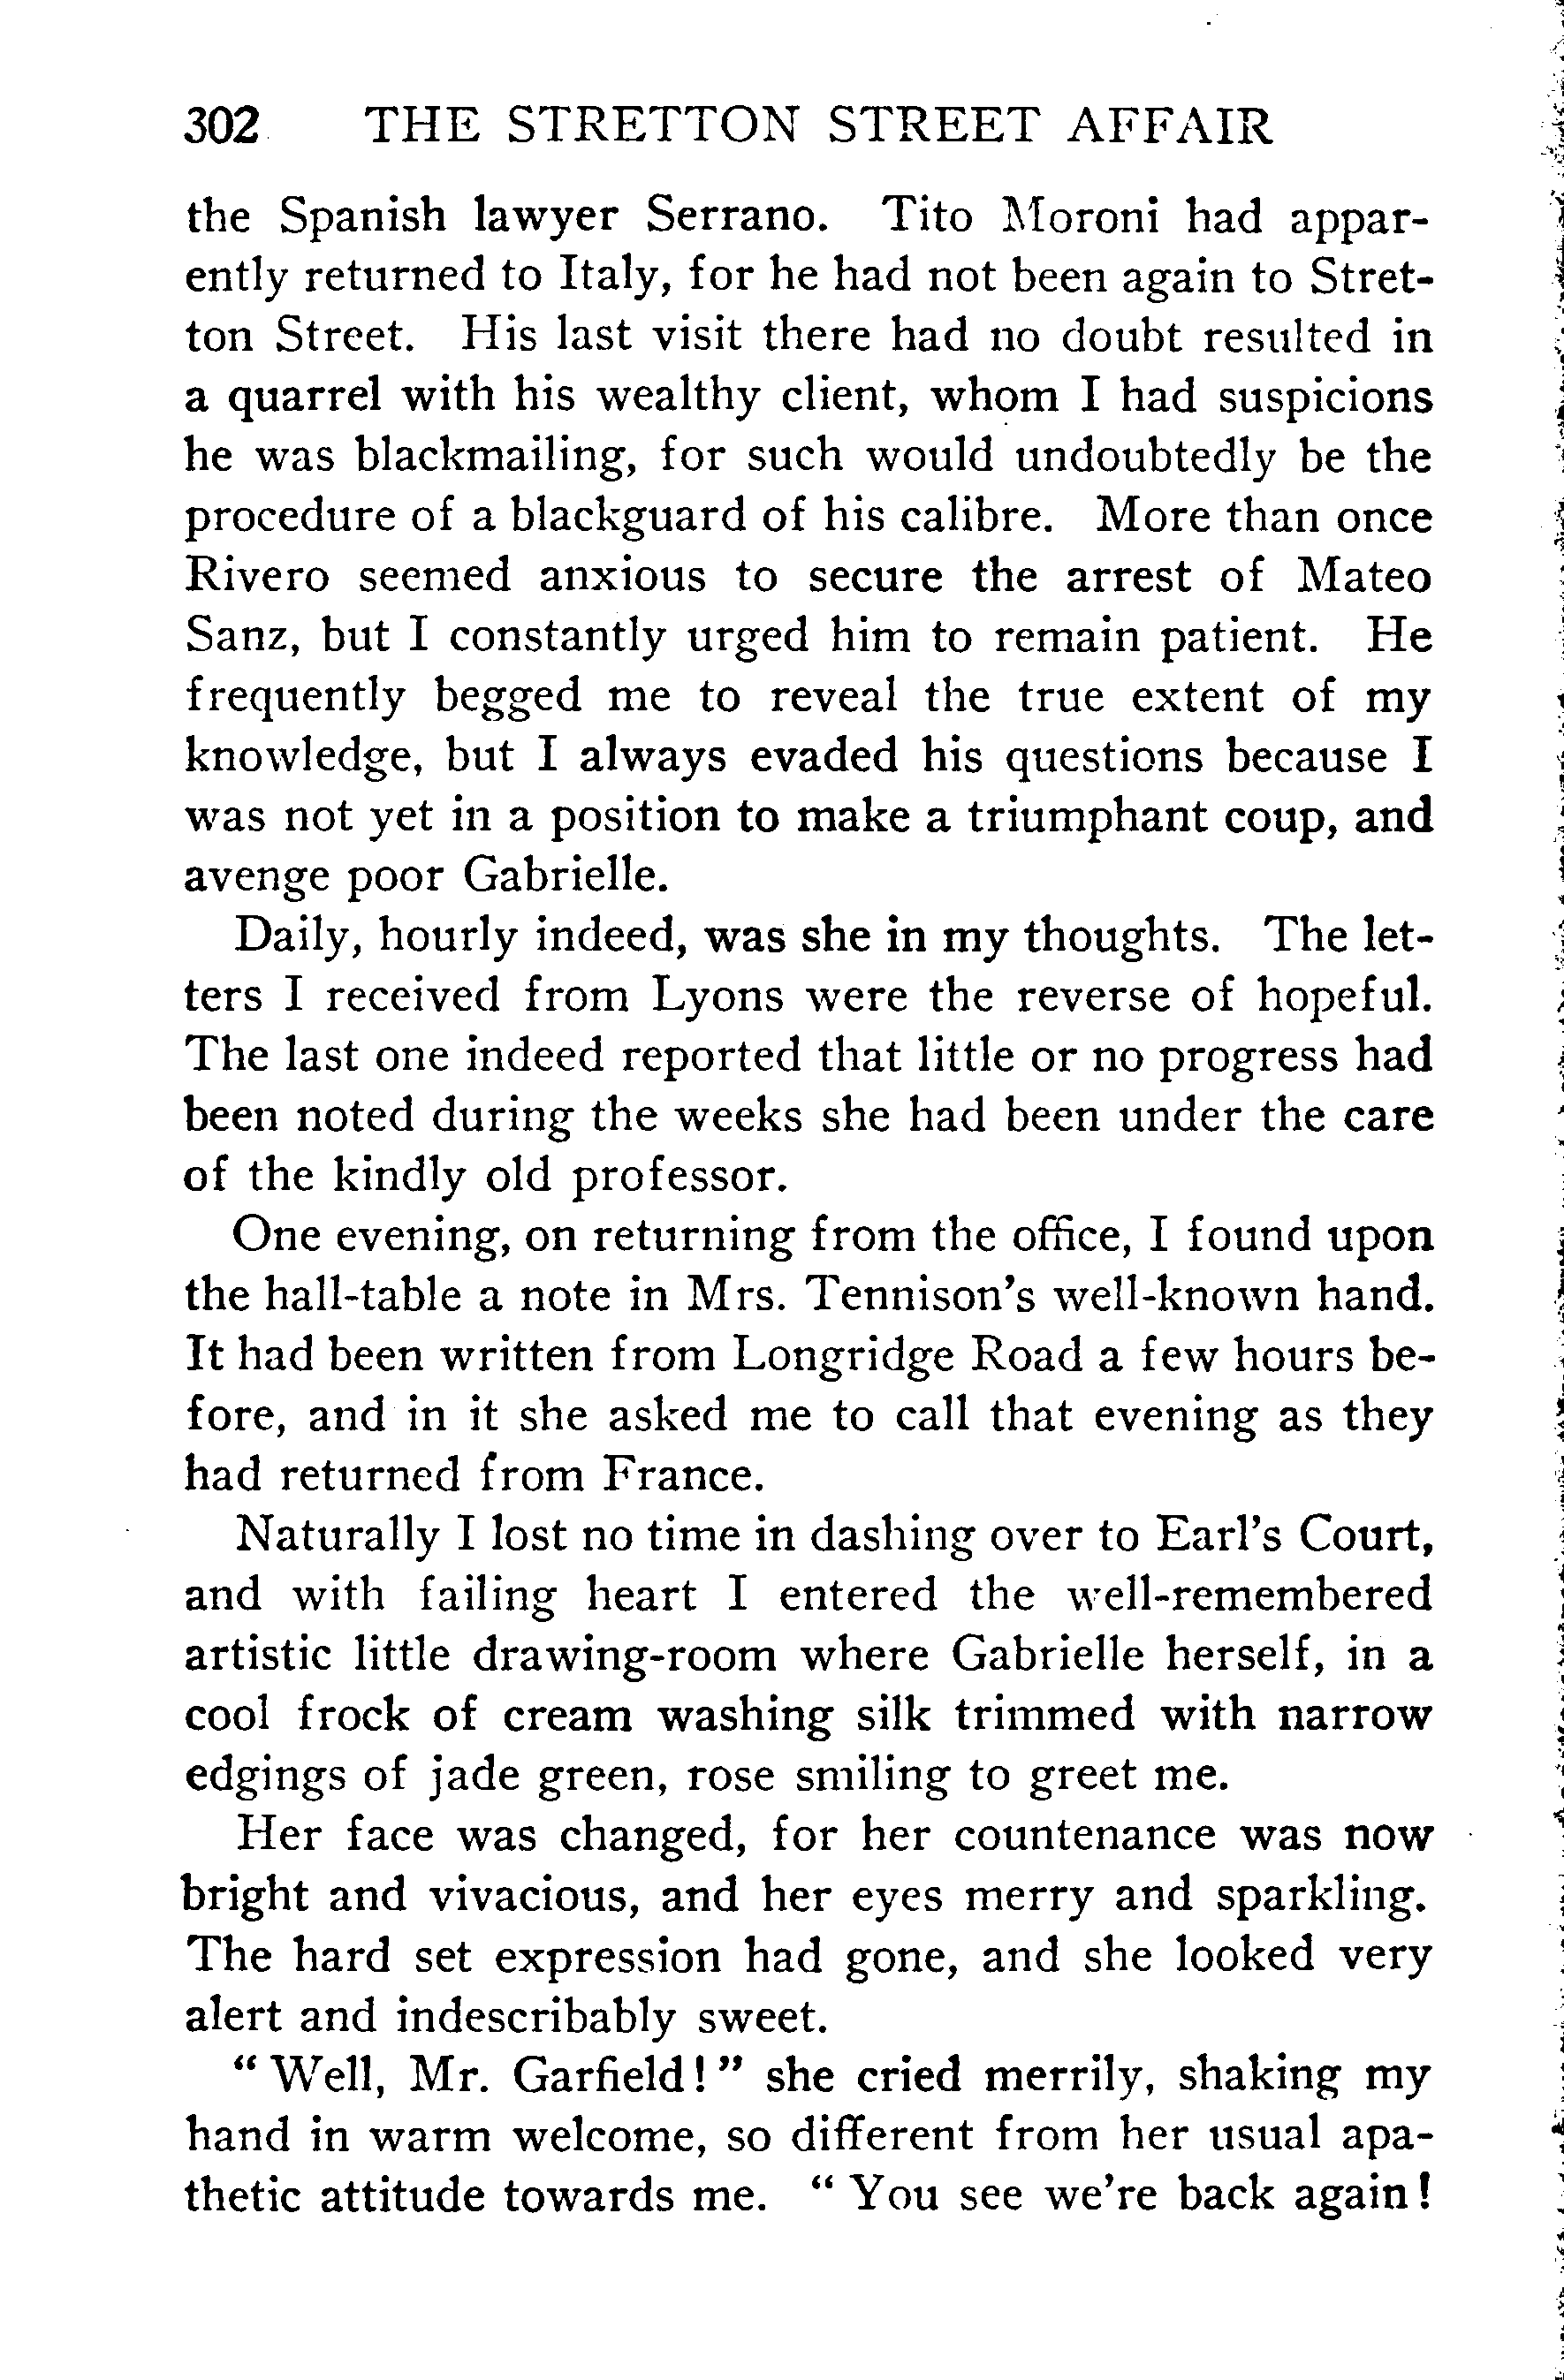 302 THE STRETTON STREET AFFAIR
the Spanish lawyer Serrano. Tito Moroni had appar-
ently returned to Italy, for he had not been again to Stret-
ton Street. His last visit there had no doubt resulted in
a quarrel with his wealthy client, whom I had suspicions
he was blackmailing, for such would undoubtedly be the
procedure of a blackguard of his calibre. More than once
Rivero seemed anxious to secure the arrest of Mateo
Sanz, but I constantly urged him to remain patient. He
frequently begged me to reveal the true extent of my
knowledge, but I always evaded his questions because I
was not yet in a position to make a triumphant coup, and
avenge poor Gabrielle.
Daily, hourly indeed, was she in my thoughts. The let-
ters I received from Lyons were the reverse of hopeful.
The last one indeed reported that little or no progress had
been noted during the weeks she had been under the care
of the kindly old professor.
One evening, on returning from the office, I found upon
the hall-table a note in Mrs. Tennison's well-known hand.
It had been written from Longridge Road a few hours be-
fore, and in it she asked me to call that evening as they
had returned from France.
Naturally I lost no time in dashing over to Earl's Court,
and with failing heart I entered the well-remembered
artistic little drawing-room where Gabrielle herself, in a
cool frock of cream washing silk trimmed with narrow
edgings of jade green, rose smiling to greet me.
Her face was changed, for her countenance was now
bright and vivacious, and her eyes merry and sparkling.
The hard set expression had gone, and she looked very
alert and indescribably sweet.
“Well, Mr. Garfield!” she cried merrily, shaking my
hand in warm welcome, so different from her usual apa-
thetic attitude towards me. “You see we're back again!